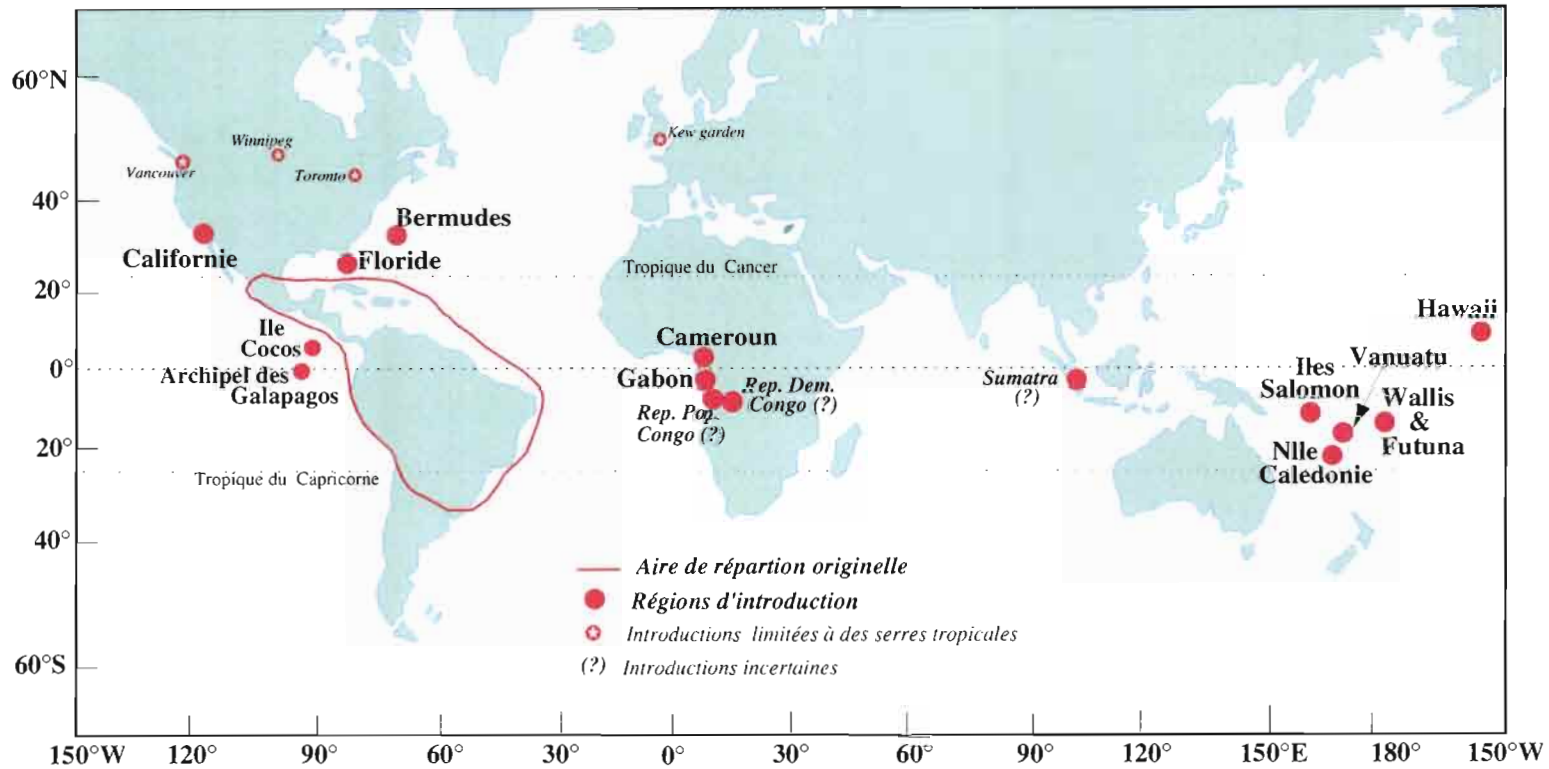 60°N
40°
20°
0°
20°
40°
60°S
150°W
120°
90°
60°
30°
0°
30°
60°
90°
120°
150°E
180°
150°W
Vancouver
Winnipeg
Toronto
Kew garden
Californie
Bermudes
Floride
Tropique du Cancer
Ile
Cocos
Archipel des
Galapagos
Cameroun
Gabon
Rep. Pop.
Congo (?)
Rep. Dem.
Congo (?)
Sumatra
(?)
Hawaii
Vanuatu
Iles
Salomon
Wallis
&
Futuna
Nlle
Caledonie
Tropique du Capricorne
Aire de répartion originelle
Régions d'introduction
Introductions limitées à des serres tropicales
(?) Introductions incertaines